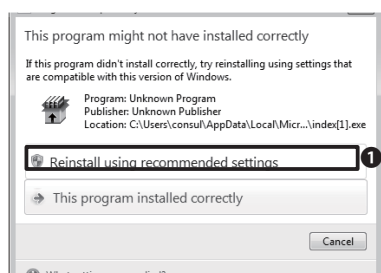 This program might not have installed correctly
If this program didn't install correctly, try reinstalling using settings that
are compatible with this version of Windows.
Program: Unknown Program
Publisher: Unknown Publisher
Location: C:\Users\consul\AppData\Local\Micr...\index[1].exe
Reinstall using recommended settings
1
This program installed correctly
Cancel